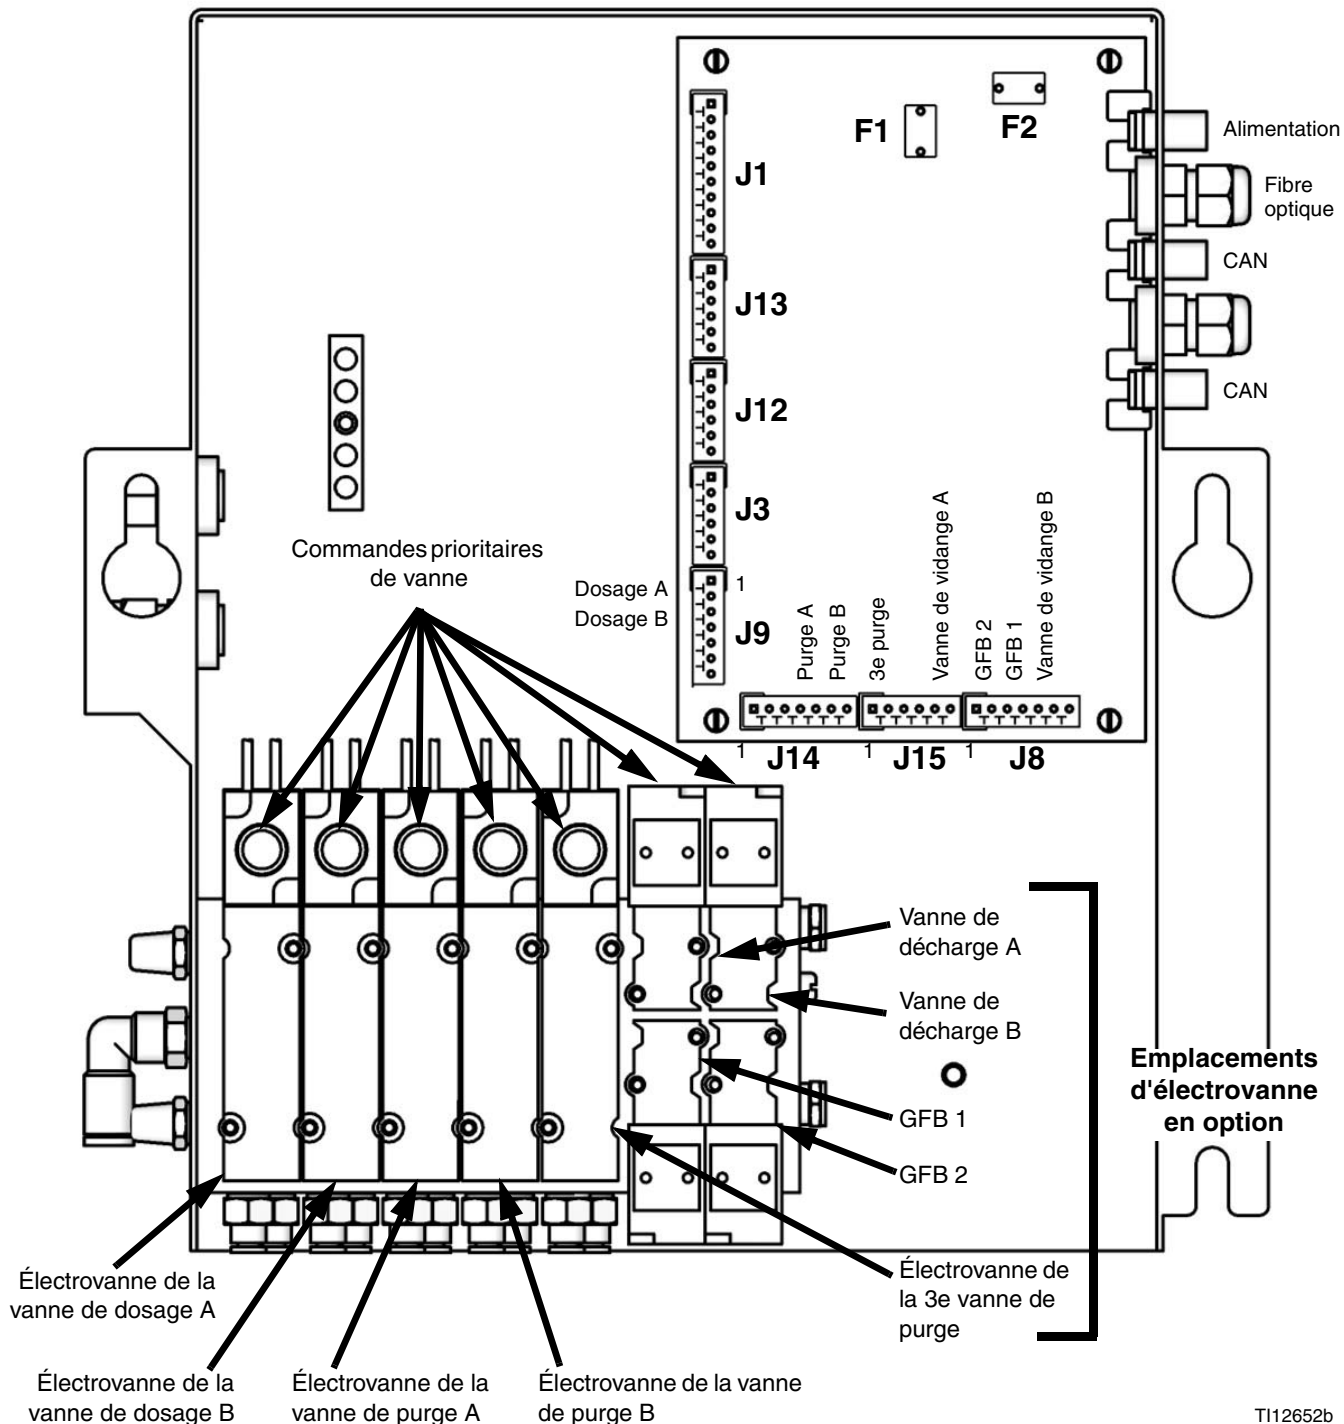 F1
F2
Alimentation
J1
Fibre
optique
CAN
J13
CAN
J12
J3
Commandes prioritaires
de vanne
Dosage A
Dosage B
1
J9
Purge A
Purge B
3e purge
Vanne de vidange A
GFB 2
GFB 1
Vanne de vidange B
1
J14
1
J15
1
J8
Vanne de
décharge A
Vanne de
décharge B
Emplacements
d'électrovanne
en option
GFB 1
GFB 2
Électrovanne de la
vanne de dosage A
Électrovanne de
la 3e vanne de
purge
Électrovanne de la
vanne de dosage B
Électrovanne de la
vanne de purge A
Électrovanne de la vanne
de purge B
TI12652b